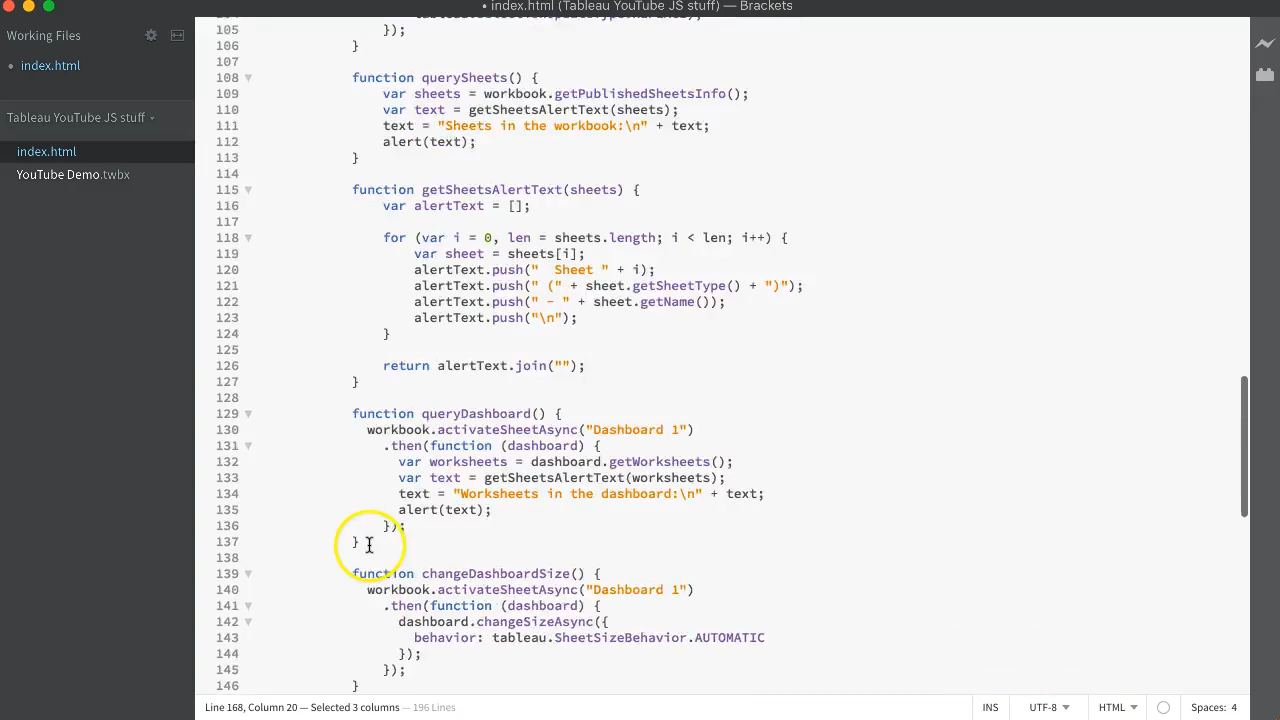 • index.html (Tableau YouTube JS stuff) — Brackets
Working Files
• index.html
Tableau YouTube JS stuff
index.html
YouTube Demo.twbx
105 });
106 }
107
108 function querySheets() {
109 var sheets = workbook.getPublishedSheetsInfo();
110 var text = getSheetsAlertText(sheets);
111 text = "Sheets in the workbook:\n" + text;
112 alert(text);
113 }
114
115 function getSheetsAlertText(sheets) {
116 var alertText = [];
117
118 for (var i = 0, len = sheets.length; i < len; i++) {
119 var sheet = sheets[i];
120 alertText.push("  Sheet " + i);
121 alertText.push(" (" + sheet.getSheetType() + ")");
122 alertText.push(" - " + sheet.getName());
123 alertText.push("\n");
124 }
125
126 return alertText.join("");
127 }
128
129 function queryDashboard() {
130 workbook.activateSheetAsync("Dashboard 1")
131 .then(function (dashboard) {
132 var worksheets = dashboard.getWorksheets();
133 var text = getSheetsAlertText(worksheets);
134 text = "Worksheets in the dashboard:\n" + text;
135 alert(text);
136 });
137 }
138
139 function changeDashboardSize() {
140 workbook.activateSheetAsync("Dashboard 1")
141 .then(function (dashboard) {
142 dashboard.changeSizeAsync({
143 behavior: tableau.SheetSizeBehavior.AUTOMATIC
144 });
145 });
146 }
Line 168, Column 20 — Selected 3 columns — 196 Lines INS UTF-8 HTML Spaces: 4